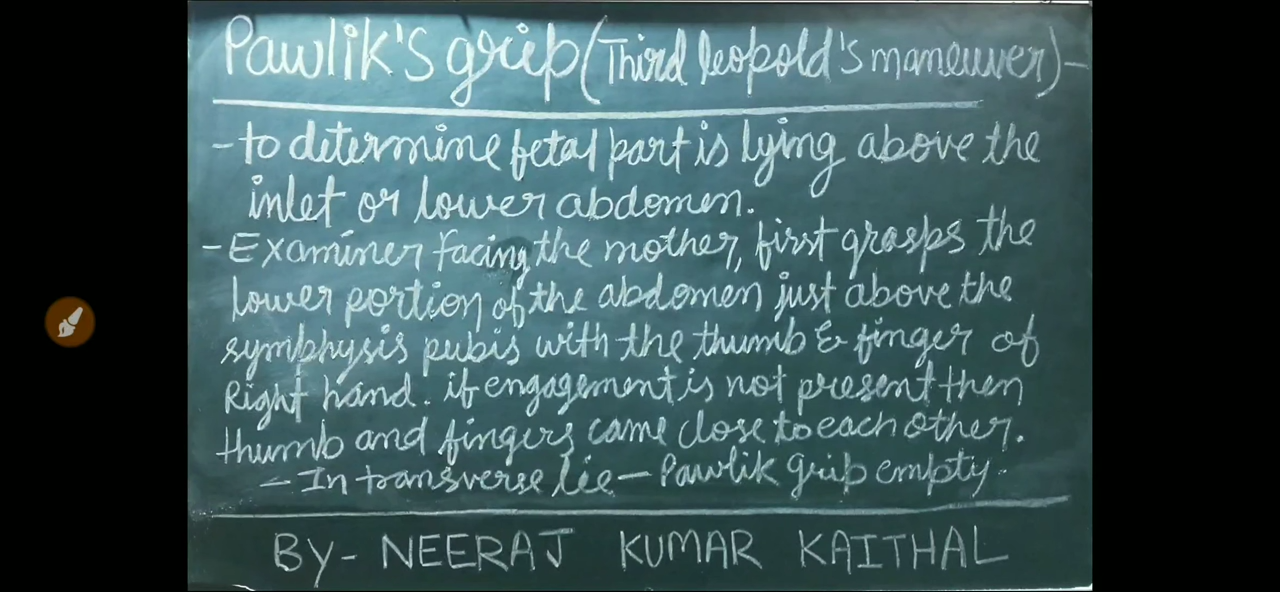 Pawlik's grip (Third leopold's maneuver) -
- to determine fetal part is lying above the
inlet or lower abdomen.
- Examiner facing the mother, first grasps the
lower portion of the abdomen just above the
symphysis pubis with the thumb & finger of
Right hand. if engagement is not present then
thumb and fingers came close to each other.
- In transverse lie - Pawlik grip empty.
BY- NEERAJ KUMAR KAITHAL